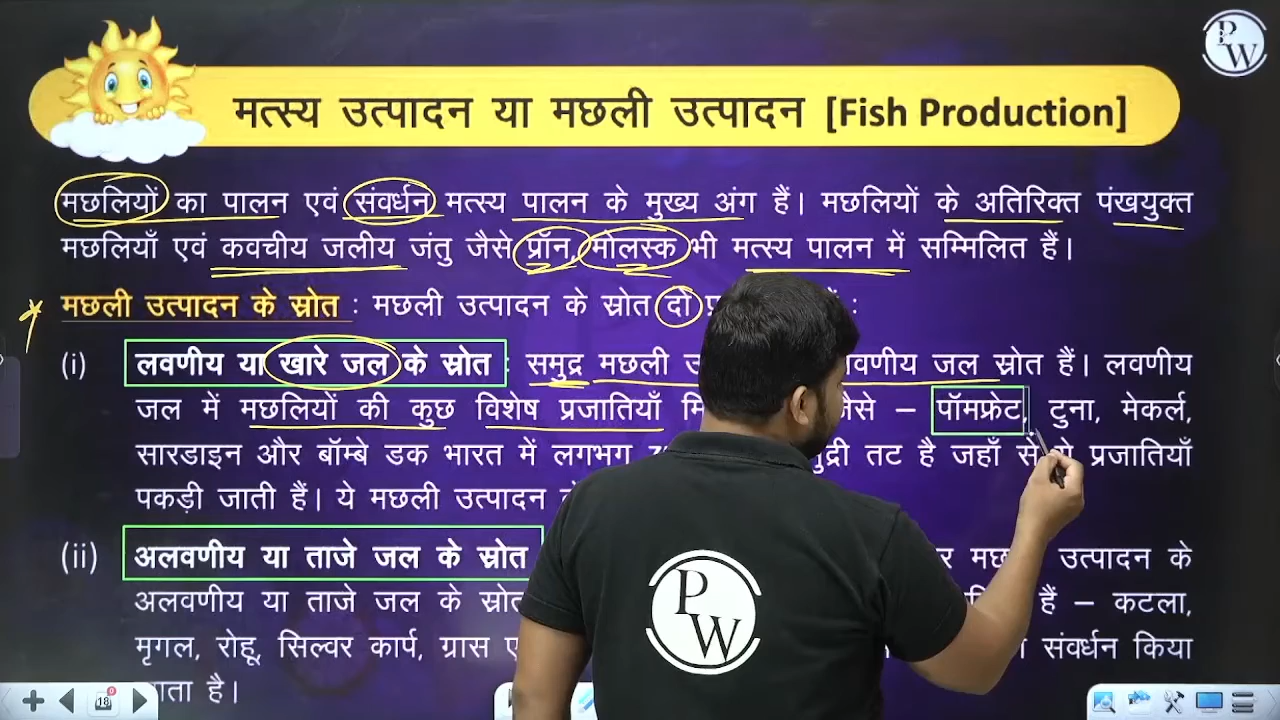 PW
मत्स्य उत्पादन या मछली उत्पादन [Fish Production]
मछलियों का पालन एवं संवर्धन मत्स्य पालन के मुख्य अंग हैं। मछलियों के अतिरिक्त पंखयुक्त
मछलियाँ एवं कवचीय जलीय जंतु जैसे प्रॉन, मोलस्क भी मत्स्य पालन में सम्मिलित हैं।
मछली उत्पादन के स्रोत : मछली उत्पादन के स्रोत दो :
(i) लवणीय या खारे जल के स्रोत : समुद्र मछली जल स्रोत हैं। लवणीय
जल में मछलियों की कुछ विशेष प्रजातियाँ – पॉमफ्रेट, टुना, मेकर्ल,
सारडाइन और बॉम्बे डक भारत में लगभग तट है जहाँ से प्रजातियाँ
पकड़ी जाती हैं। ये मछली उत्पादन
(ii) अलवणीय या ताजे जल के स्रोत उत्पादन के
अलवणीय या ताजे जल के हैं – कटला,
मृगल, रोहू, सिल्वर कार्प, ग्रास संवर्धन किया
है।
PW
18